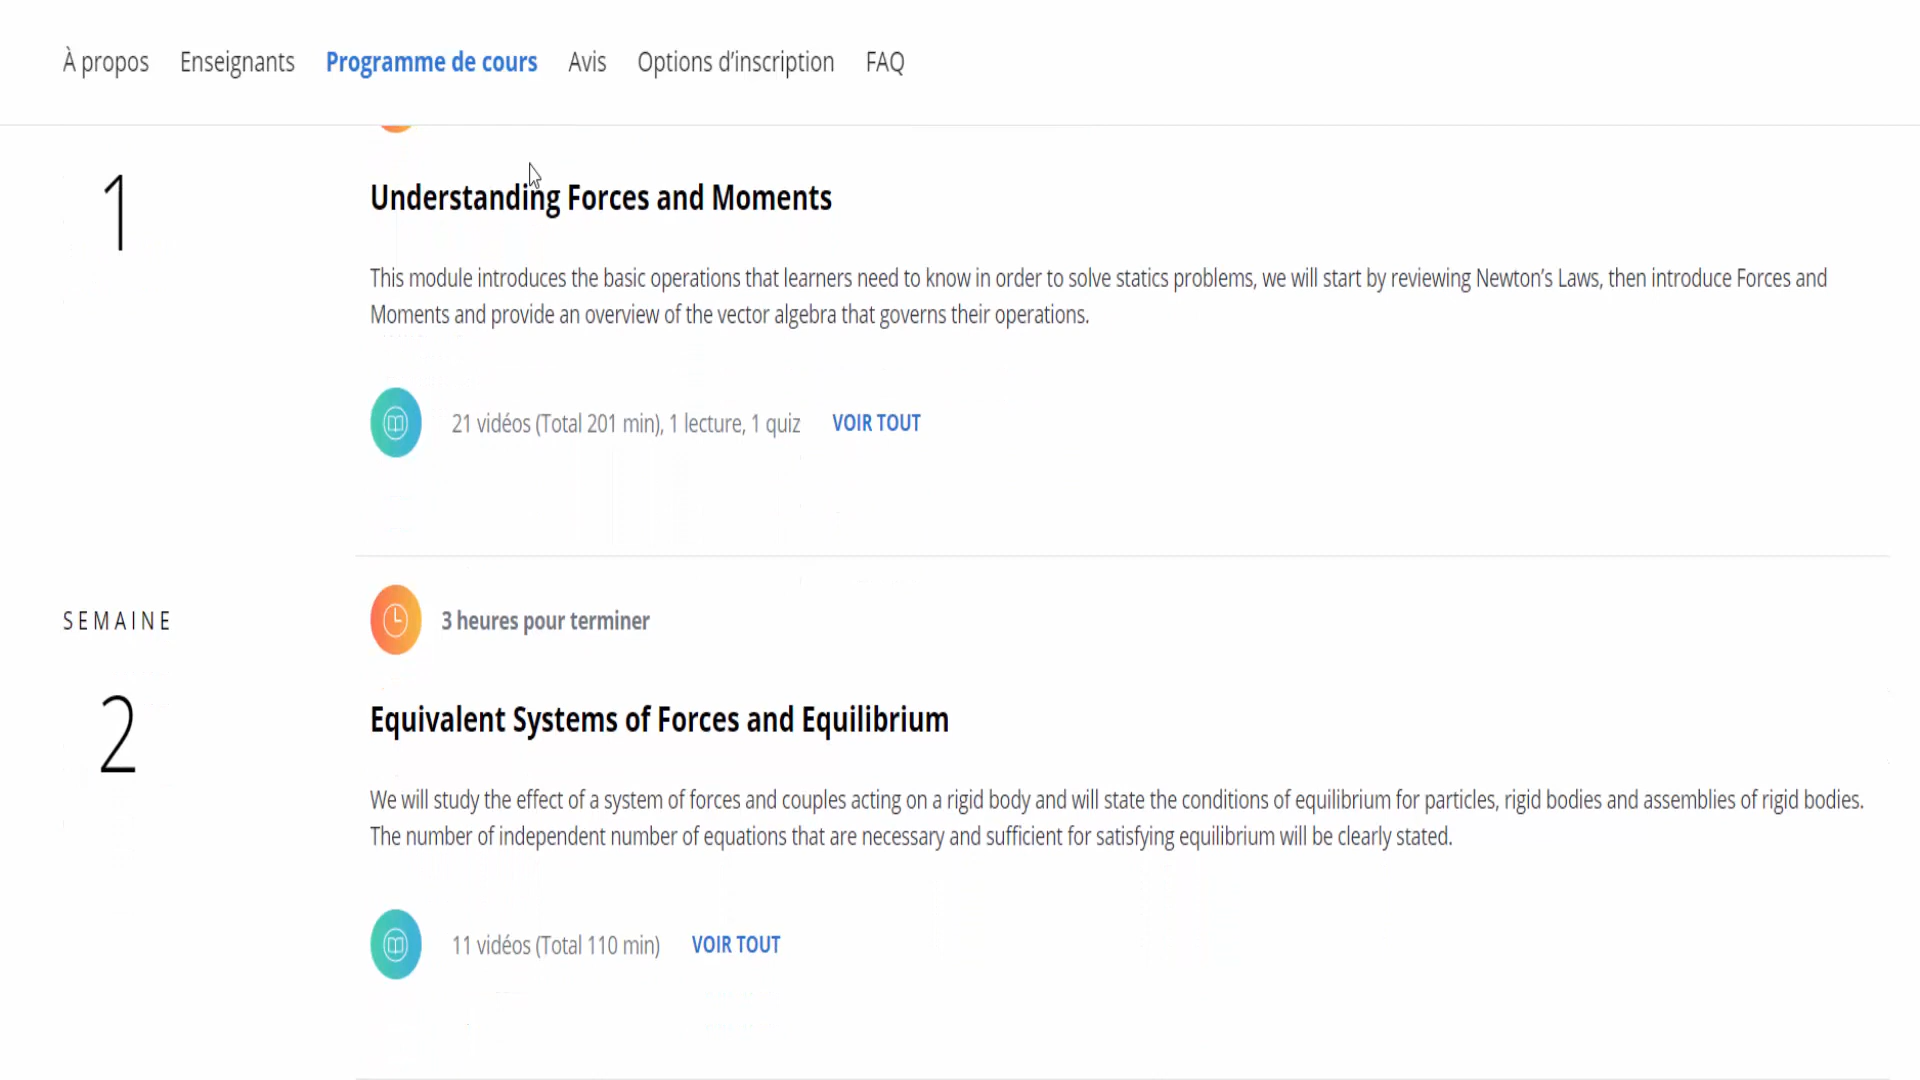 À propos Enseignants Programme de cours Avis Options d’inscription FAQ
1
Understanding Forces and Moments
This module introduces the basic operations that learners need to know in order to solve statics problems, we will start by reviewing Newton’s Laws, then introduce Forces and
Moments and provide an overview of the vector algebra that governs their operations.
21 vidéos (Total 201 min), 1 lecture, 1 quiz VOIR TOUT
SEMAINE
3 heures pour terminer
2
Equivalent Systems of Forces and Equilibrium
We will study the effect of a system of forces and couples acting on a rigid body and will state the conditions of equilibrium for particles, rigid bodies and assemblies of rigid bodies.
The number of independent number of equations that are necessary and sufficient for satisfying equilibrium will be clearly stated.
11 vidéos (Total 110 min) VOIR TOUT